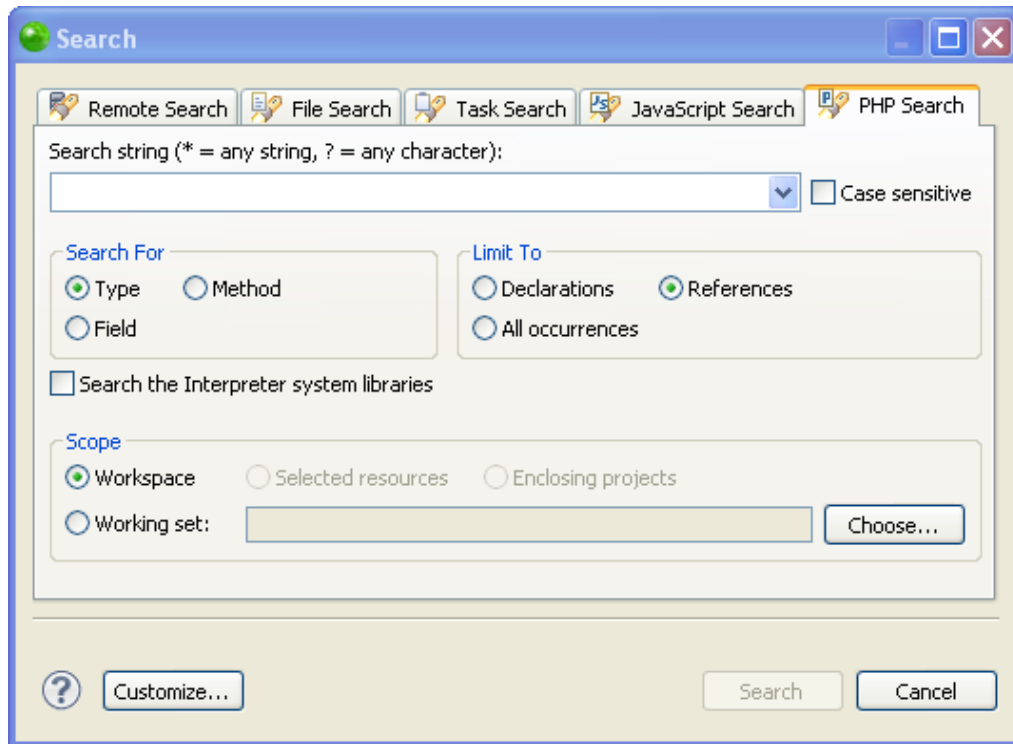 Search
Remote Search File Search Task Search JavaScript Search PHP Search
Search string (* = any string, ? = any character):
Case sensitive
Search For
Type Method
Field
Limit To
Declarations References
All occurrences
Search the Interpreter system libraries
Scope
Workspace Selected resources Enclosing projects
Working set: Choose...
? Customize... Search Cancel